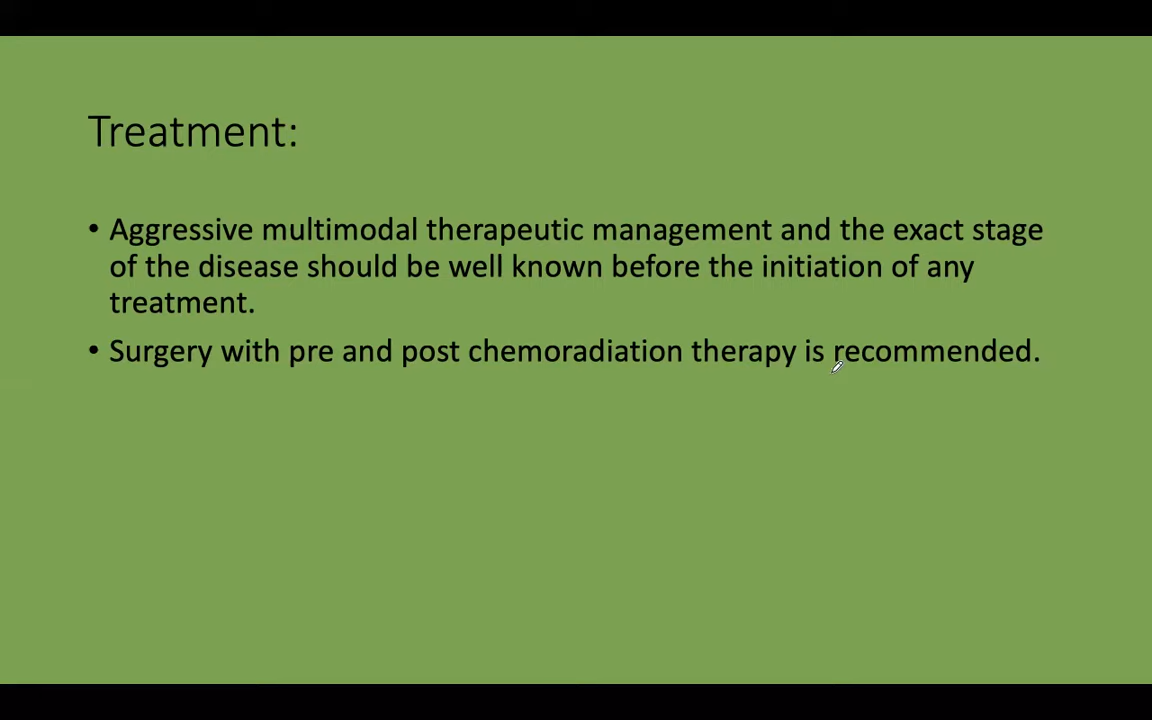 Treatment:
• Aggressive multimodal therapeutic management and the exact stage
of the disease should be well known before the initiation of any
treatment.
• Surgery with pre and post chemoradiation therapy is recommended.